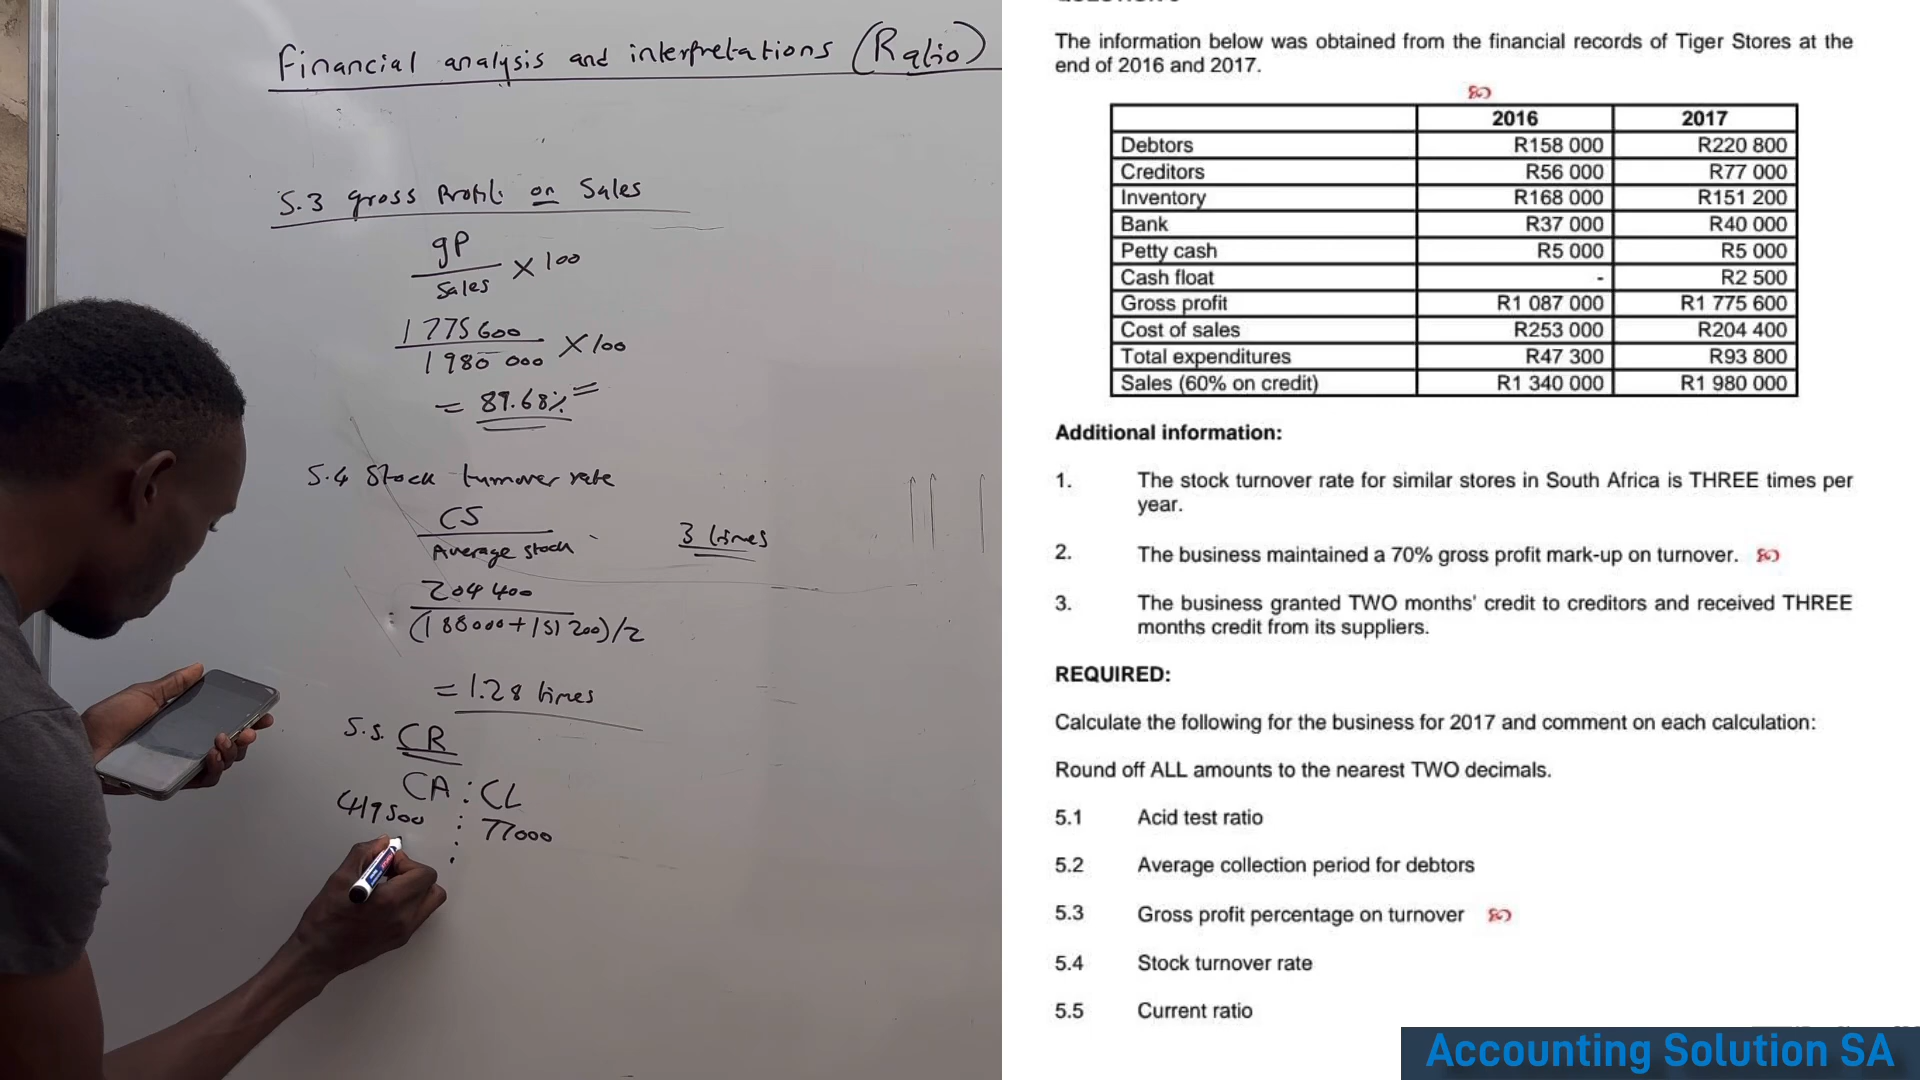 Financial analysis and interpretations (Ratio)
5.3 gross Profit on Sales
gP
Sales
× 100
1 775 600
1 980 000
× 100
= 89.68% =
5.4 Stock turnover rate
CS
Average stock
3 times
204 400
(168000+151 200)/2
= 1.28 times
5.5. CR
CA : CL
419 500 : 77000
:
The information below was obtained from the financial records of Tiger Stores at the
end of 2016 and 2017.
2016 2017
Debtors R158 000 R220 800
Creditors R56 000 R77 000
Inventory R168 000 R151 200
Bank R37 000 R40 000
Petty cash R5 000 R5 000
Cash float - R2 500
Gross profit R1 087 000 R1 775 600
Cost of sales R253 000 R204 400
Total expenditures R47 300 R93 800
Sales (60% on credit) R1 340 000 R1 980 000
Additional information:
1. The stock turnover rate for similar stores in South Africa is THREE times per
year.
2. The business maintained a 70% gross profit mark-up on turnover.
3. The business granted TWO months' credit to creditors and received THREE
months credit from its suppliers.
REQUIRED:
Calculate the following for the business for 2017 and comment on each calculation:
Round off ALL amounts to the nearest TWO decimals.
5.1 Acid test ratio
5.2 Average collection period for debtors
5.3 Gross profit percentage on turnover
5.4 Stock turnover rate
5.5 Current ratio
Accounting Solution SA